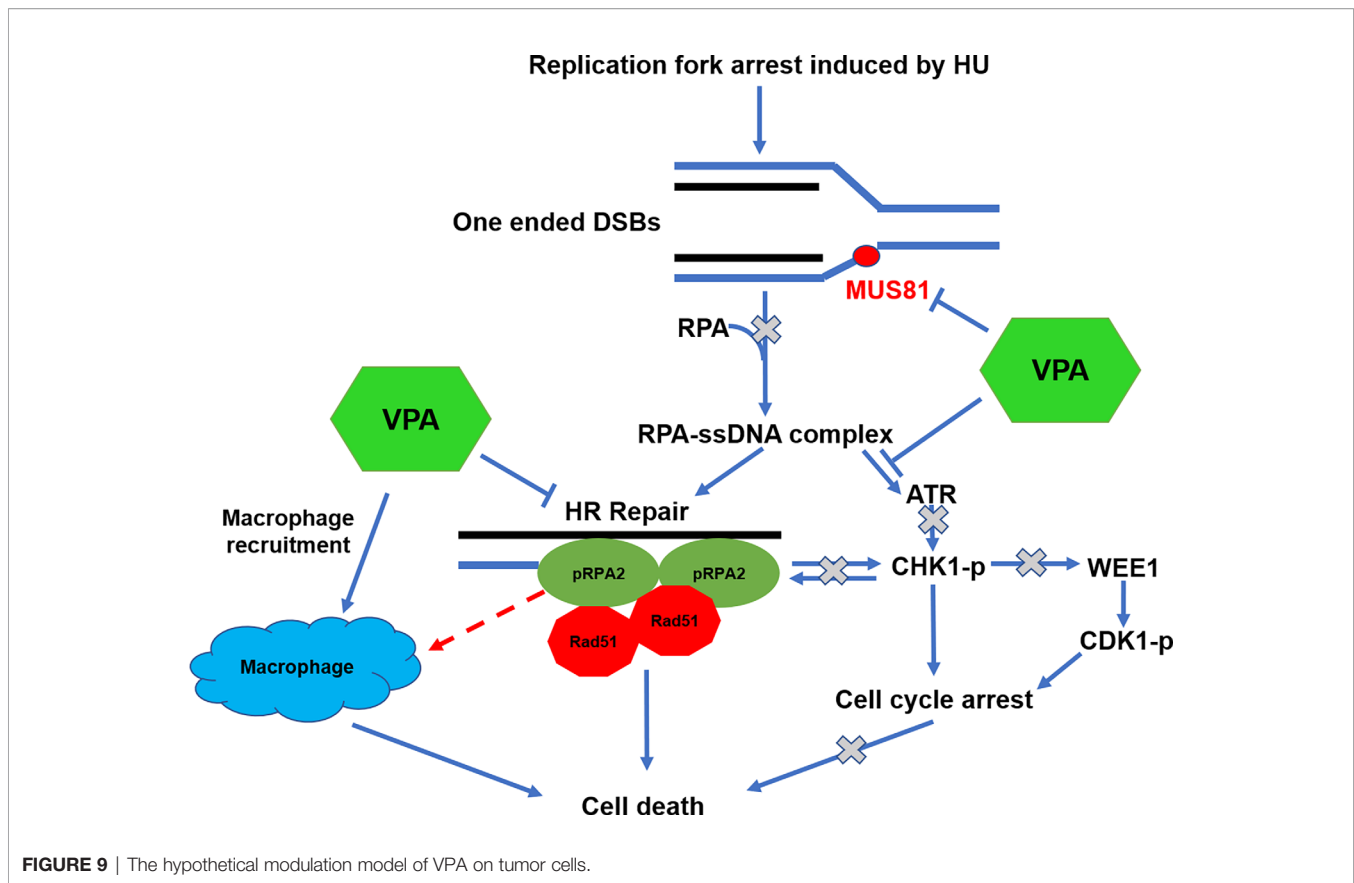 Replication fork arrest induced by HU
One ended DSBs
MUS81
RPA
VPA
VPA
RPA-ssDNA complex
ATR
HR Repair
Macrophage
recruitment
pRPA2
pRPA2
CHK1-p
WEE1
Rad51
Rad51
CDK1-p
Macrophage
Cell cycle arrest
Cell death
FIGURE 9 | The hypothetical modulation model of VPA on tumor cells.